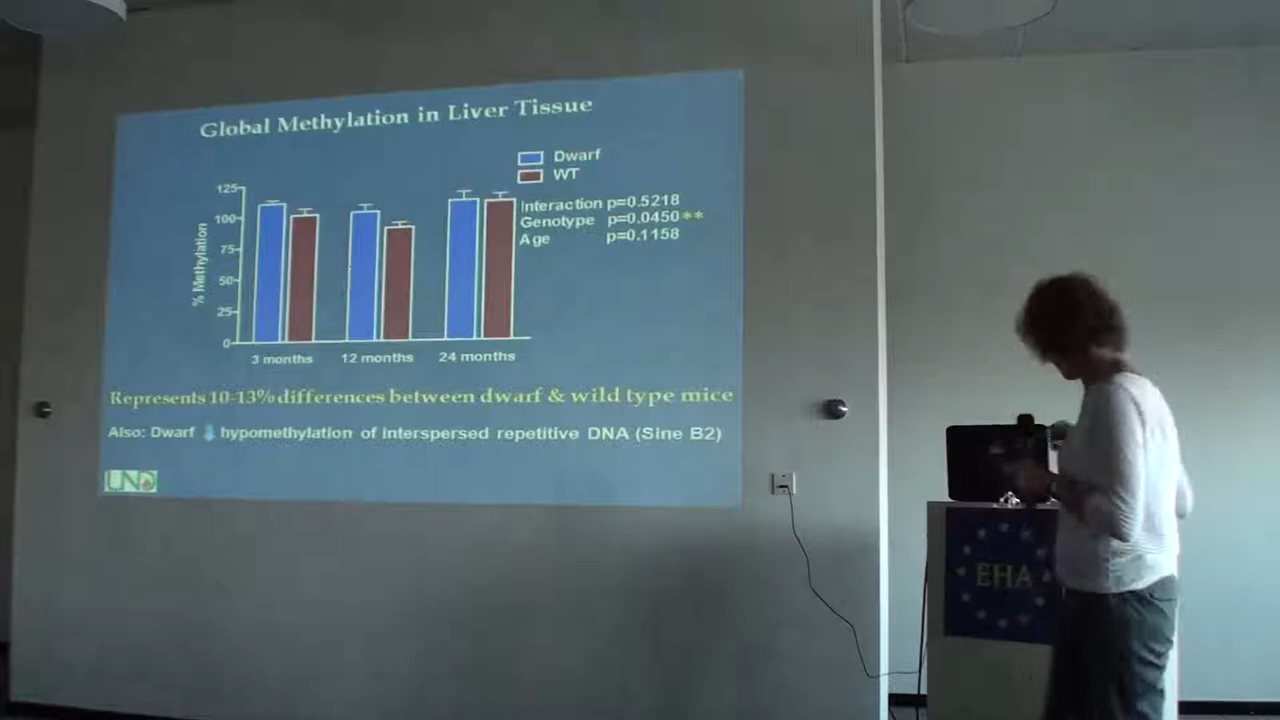 Global Methylation in Liver Tissue
Dwarf
WT
Interaction p=0.5218
Genotype p=0.0450**
Age p=0.1158
% Methylation
125
100
75
50
25
0
3 months 12 months 24 months
Represents 10-13% differences between dwarf & wild type mice
Also: Dwarf hypomethylation of Interspersed repetitive DNA (Sine B2)
UND
EHA